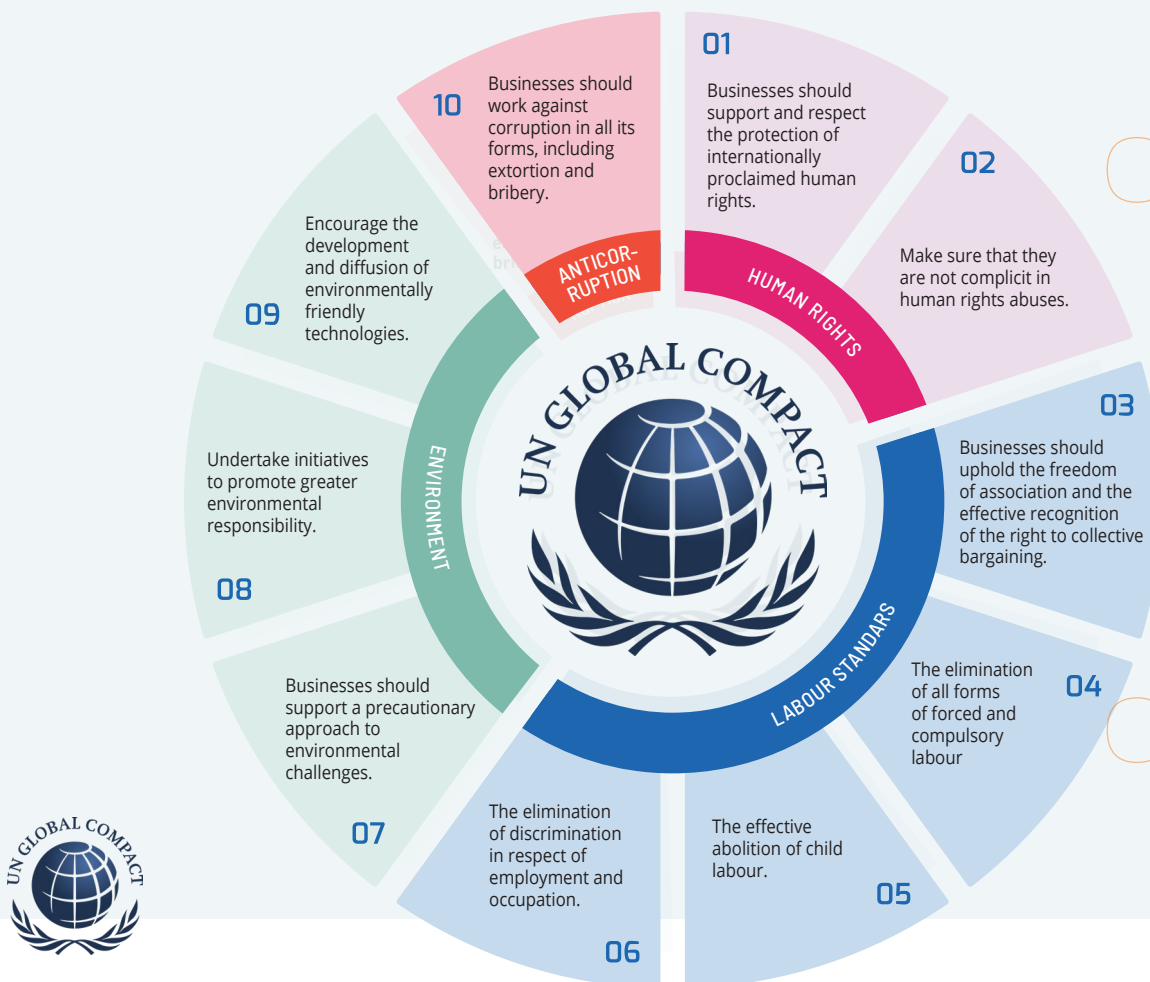 01
Businesses should
support and respect
the protection of
internationally
proclaimed human
rights.
02
Make sure that they
are not complicit in
human rights abuses.
HUMAN RIGHTS
03
Businesses should
uphold the freedom
of association and the
effective recognition
of the right to collective
bargaining.
04
The elimination
of all forms
of forced and
compulsory
labour
05
The effective
abolition of child
labour.
06
The elimination
of discrimination
in respect of
employment and
occupation.
LABOUR STANDARS
07
Businesses should
support a precautionary
approach to
environmental
challenges.
08
Undertake initiatives
to promote greater
environmental
responsibility.
09
Encourage the
development
and diffusion of
environmentally
friendly
technologies.
ENVIRONMENT
10
Businesses should
work against
corruption in all its
forms, including
extortion and
bribery.
ANTICOR-
RUPTION
UN GLOBAL COMPACT
UN GLOBAL COMPACT